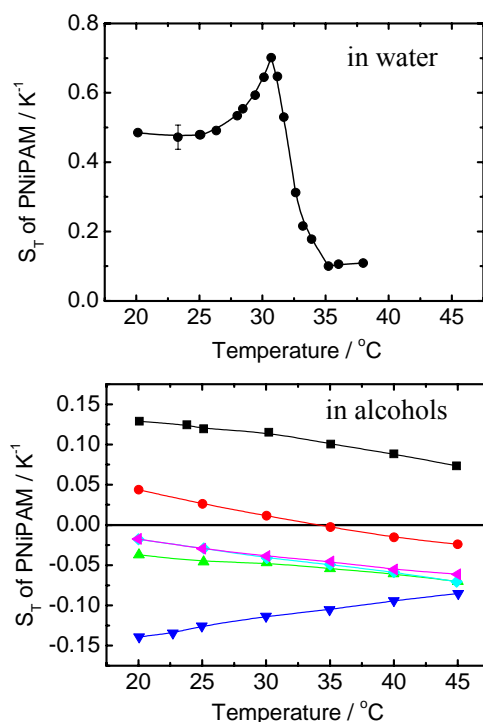 0.8
0.6
0.4
0.2
0.0
S_T of PNiPAM / K⁻¹
in water
20 25 30 35 40 45
Temperature / °C
0.15
0.10
0.05
0.00
-0.05
-0.10
-0.15
S_T of PNiPAM / K⁻¹
in alcohols
20 25 30 35 40 45
Temperature / °C